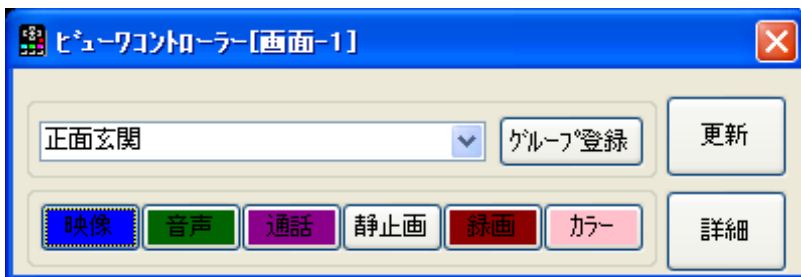 ﾋﾞｭｰﾜｺﾝﾄﾛｰﾗｰ[画面-1]
正面玄関
ｸﾞﾙｰﾌﾟ登録
更新
映像
音声
通話
静止画
録画
ｶﾗｰ
詳細